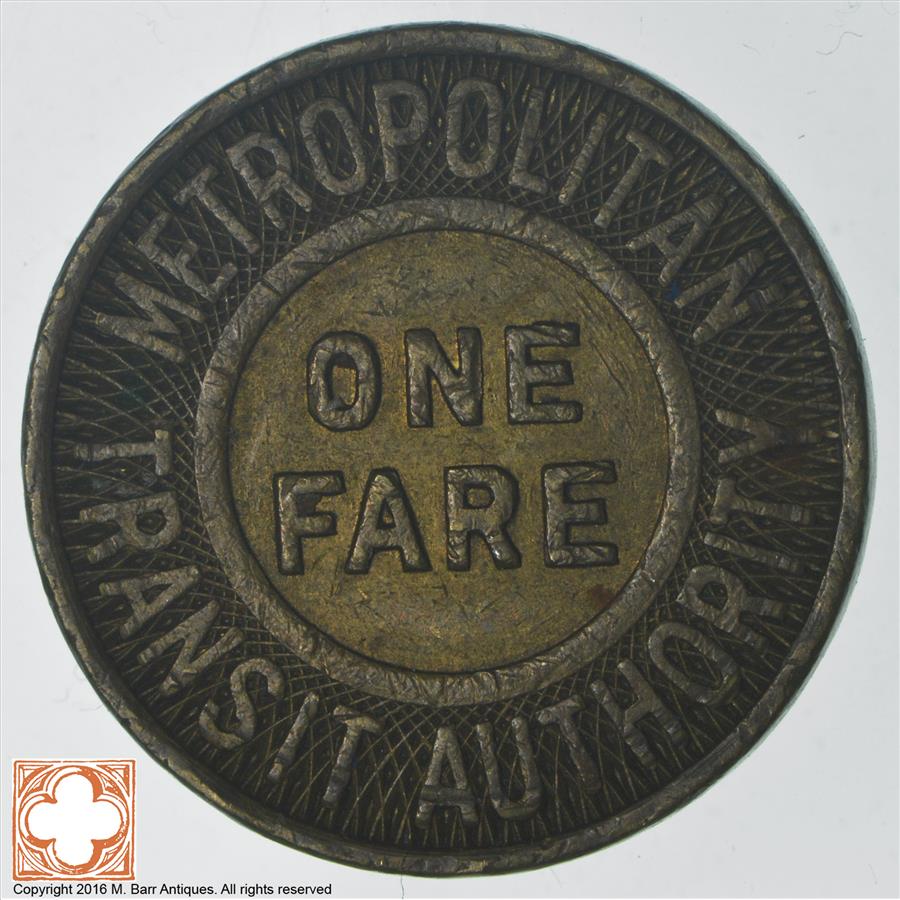 METROPOLITAN
ONE
FARE
TRANSIT AUTHORITY
Copyright 2016 M. Barr Antiques. All rights reserved